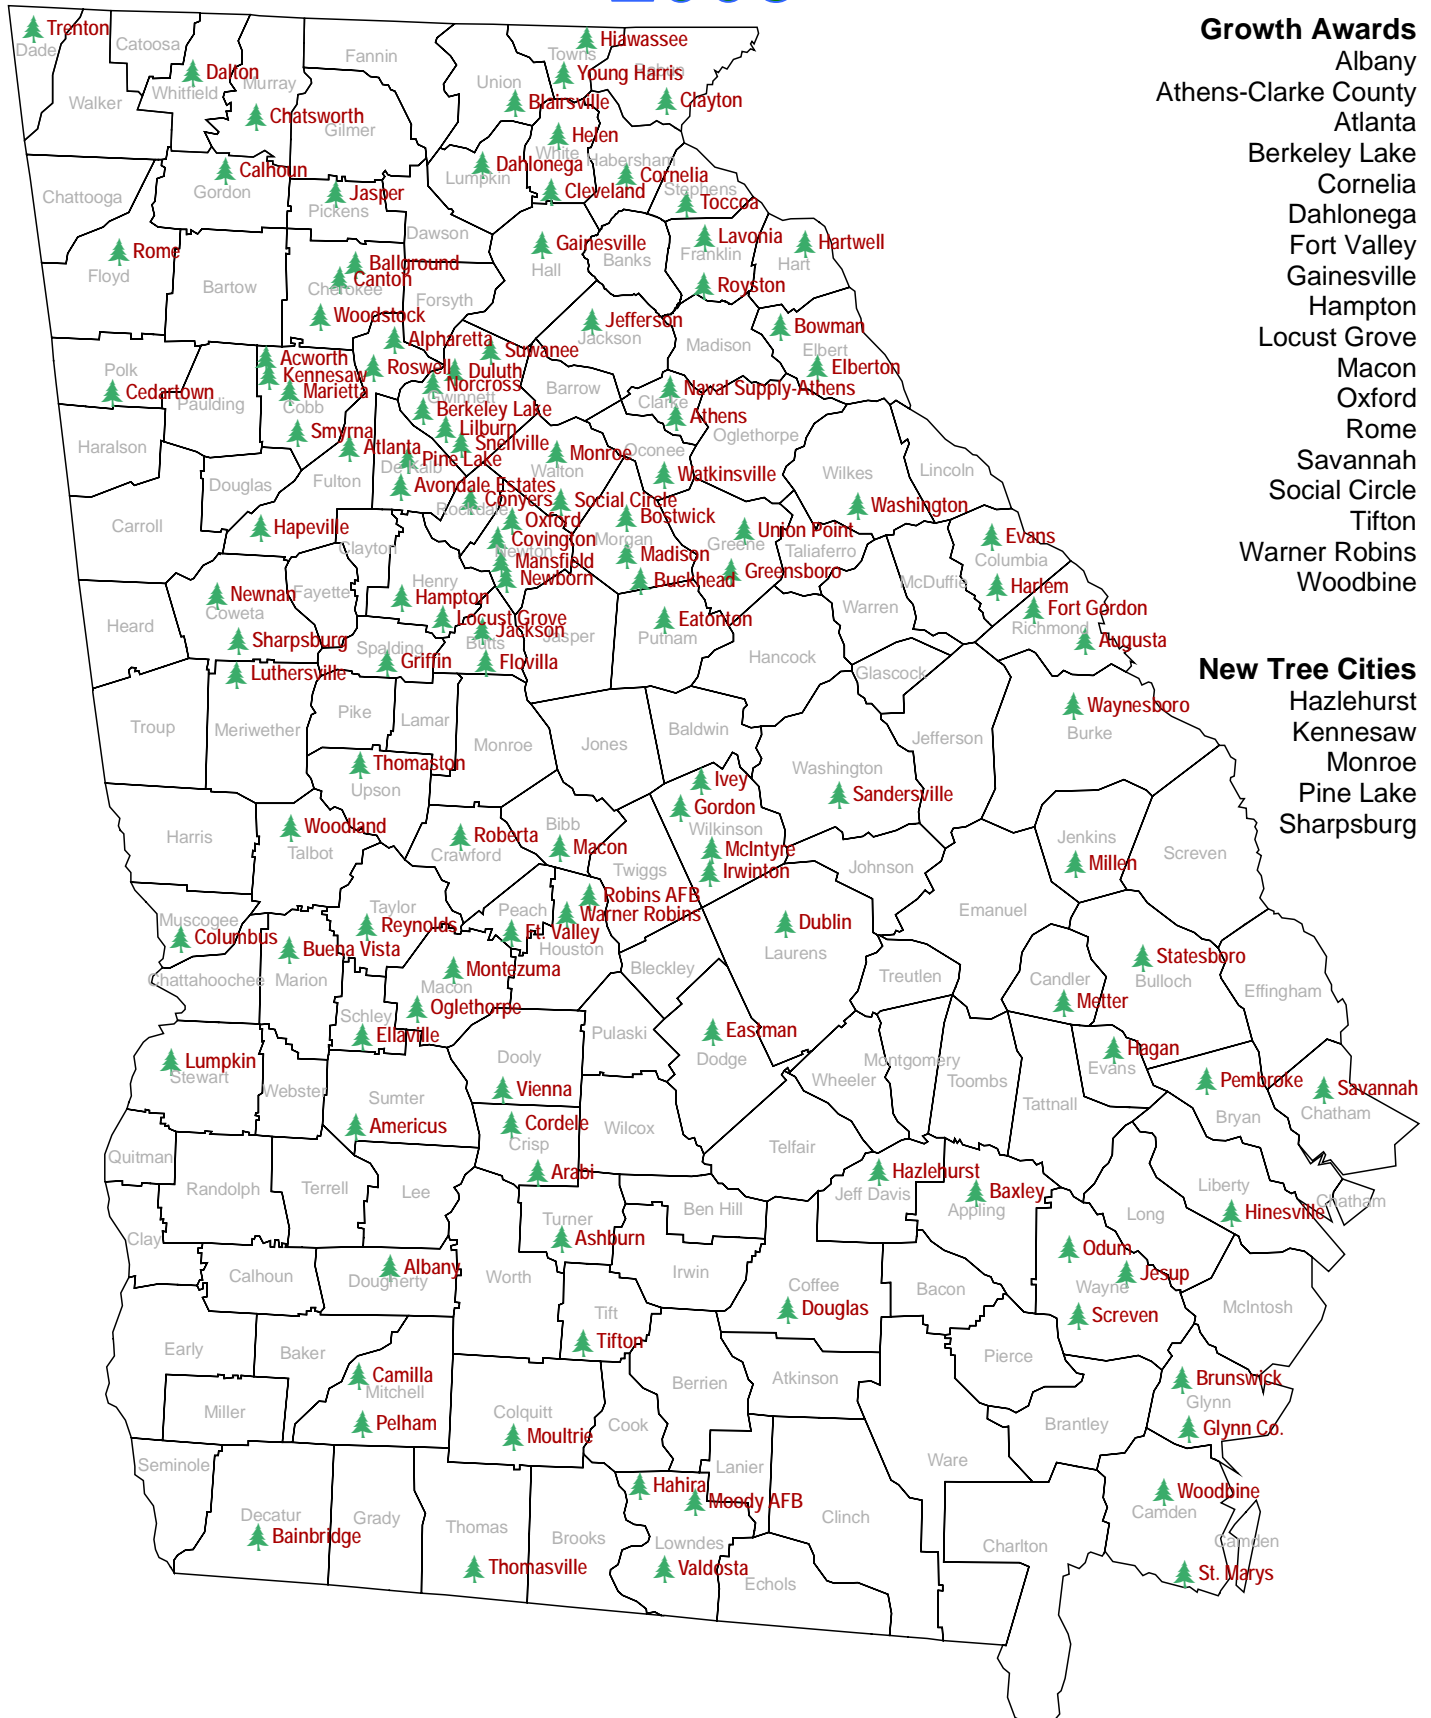 Growth Awards
Albany
Athens-Clarke County
Atlanta
Berkeley Lake
Cornelia
Dahlonega
Fort Valley
Gainesville
Hampton
Locust Grove
Macon
Oxford
Rome
Savannah
Social Circle
Tifton
Warner Robins
Woodbine
New Tree Cities
Hazlehurst
Kennesaw
Monroe
Pine Lake
Sharpsburg
Trenton
Dade
Catoosa
Fannin
Hiawassee
Towns
Rabun
Dalton
Whitfield
Murray
Walker
Union
Young Harris
Blairsville
Clayton
Chatsworth
Gilmer
Helen
White
Habersham
Dahlonega
Lumpkin
Cornelia
Stephens
Calhoun
Gordon
Chattooga
Jasper
Pickens
Cleveland
Toccoa
Dawson
Lavonia
Franklin
Hartwell
Hart
Rome
Floyd
Gainesville
Hall
Banks
Ballground
Canton
Cherokee
Bartow
Forsyth
Royston
Woodstock
Jefferson
Jackson
Bowman
Elbert
Alpharetta
Suwanee
Madison
Acworth
Kennesaw
Roswell
Duluth
Norcross
Elberton
Polk
Cedartown
Marietta
Cobb
Gwinnett
Barrow
Naval Supply-Athens
Paulding
Berkeley Lake
Clarke
Athens
Lilburn
Smyrna
Snellville
Haralson
Atlanta
Pine Lake
De Kalb
Monroe
Walton
Oconee
Oglethorpe
Watkinsville
Wilkes
Lincoln
Douglas
Fulton
Avondale Estates
Conyers
Rockdale
Social Circle
Washington
Carroll
Hapeville
Clayton
Oxford
Bostwick
Union Point
Evans
Columbia
Covington
Newton
Morgan
Greene
Taliaferro
Mansfield
Madison
Newborn
Buckhead
Greensboro
McDuffie
Harlem
Henry
Hampton
Newnan
Coweta
Fayette
Warren
Fort Gordon
Richmond
Heard
Locust Grove
Jackson
Butts
Jasper
Eatonton
Putnam
Augusta
Sharpsburg
Spalding
Griffin
Flovilla
Hancock
Glascock
Luthersville
Waynesboro
Burke
Troup
Meriwether
Pike
Lamar
Monroe
Jones
Baldwin
Jefferson
Thomaston
Upson
Washington
Sandersville
Ivey
Gordon
Wilkinson
Harris
Woodland
Talbot
Roberta
Crawford
Bibb
Macon
McIntyre
Irwinton
Twiggs
Johnson
Jenkins
Millen
Screven
Robins AFB
Warner Robins
Taylor
Reynolds
Peach
Ft. Valley
Houston
Dublin
Laurens
Emanuel
Muscogee
Columbus
Buena Vista
Marion
Chattahoochee
Montezuma
Macon
Bleckley
Treutlen
Candler
Metter
Statesboro
Bulloch
Effingham
Schley
Oglethorpe
Ellaville
Pulaski
Eastman
Dodge
Lumpkin
Stewart
Webster
Dooly
Vienna
Wheeler
Montgomery
Toombs
Tattnall
Hagan
Evans
Pembroke
Bryan
Savannah
Chatham
Sumter
Americus
Cordele
Crisp
Wilcox
Telfair
Quitman
Arabi
Randolph
Terrell
Lee
Hazlehurst
Jeff Davis
Baxley
Appling
Liberty
Hinesville
Chatham
Long
Clay
Turner
Ashburn
Ben Hill
Calhoun
Albany
Dougherty
Worth
Irwin
Odum
Jesup
Wayne
Screven
Coffee
Douglas
Bacon
McIntosh
Tift
Tifton
Early
Baker
Camilla
Mitchell
Berrien
Atkinson
Pierce
Brunswick
Glynn
Miller
Pelham
Colquitt
Moultrie
Cook
Brantley
Glynn Co.
Seminole
Lanier
Ware
Hahira
Moody AFB
Woodbine
Camden
Decatur
Bainbridge
Grady
Thomas
Brooks
Lowndes
Clinch
Charlton
Camden
Thomasville
Valdosta
Echols
St. Marys